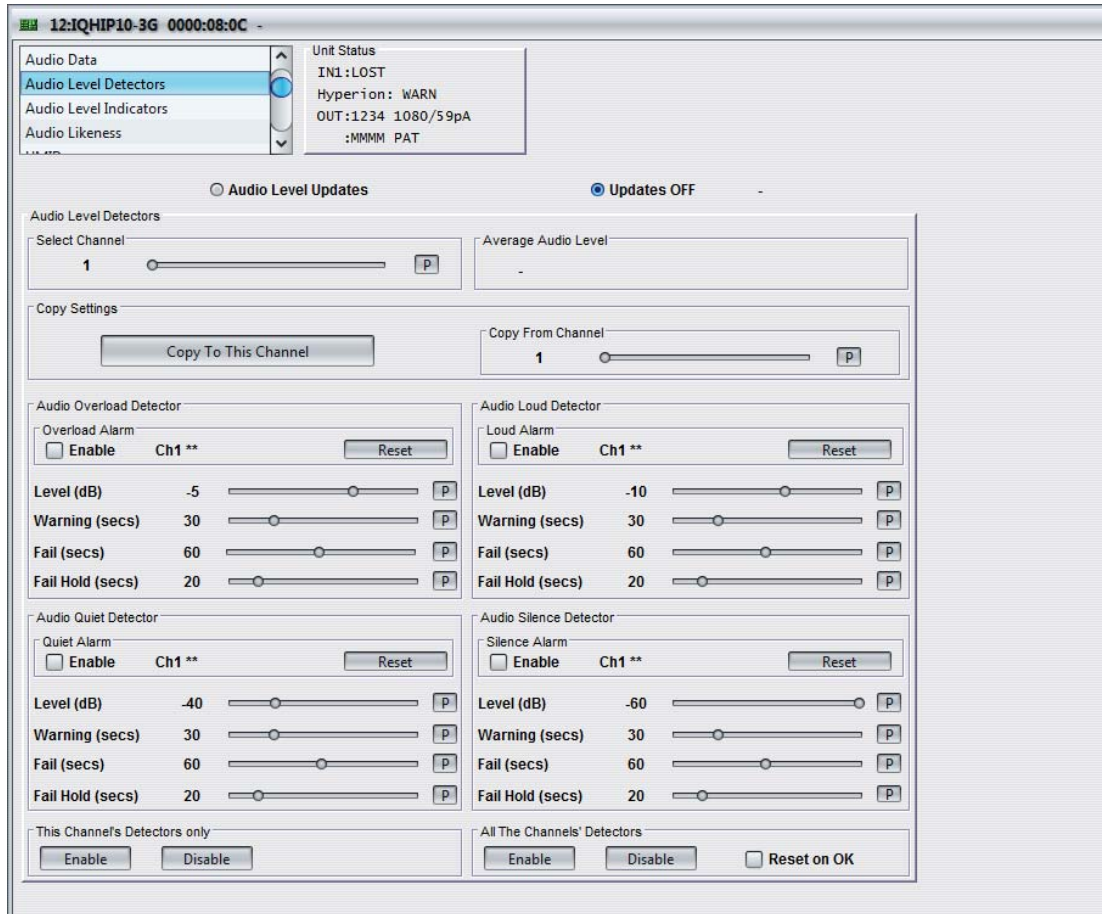 12:IQHIP10-3G 0000:08:0C -
Audio Data
Audio Level Detectors
Audio Level Indicators
Audio Likeness
Unit Status
IN1:LOST
Hyperion: WARN
OUT:1234 1080/59pA
:MMMM PAT
Audio Level Updates
Updates OFF -
Audio Level Detectors
Select Channel
1 P
Average Audio Level
-
Copy Settings
Copy To This Channel
Copy From Channel
1 P
Audio Overload Detector
Overload Alarm
Enable Ch1 ** Reset
Level (dB) -5 P
Warning (secs) 30 P
Fail (secs) 60 P
Fail Hold (secs) 20 P
Audio Loud Detector
Loud Alarm
Enable Ch1 ** Reset
Level (dB) -10 P
Warning (secs) 30 P
Fail (secs) 60 P
Fail Hold (secs) 20 P
Audio Quiet Detector
Quiet Alarm
Enable Ch1 ** Reset
Level (dB) -40 P
Warning (secs) 30 P
Fail (secs) 60 P
Fail Hold (secs) 20 P
Audio Silence Detector
Silence Alarm
Enable Ch1 ** Reset
Level (dB) -60 P
Warning (secs) 30 P
Fail (secs) 60 P
Fail Hold (secs) 20 P
This Channel's Detectors only
Enable Disable
All The Channels' Detectors
Enable Disable Reset on OK